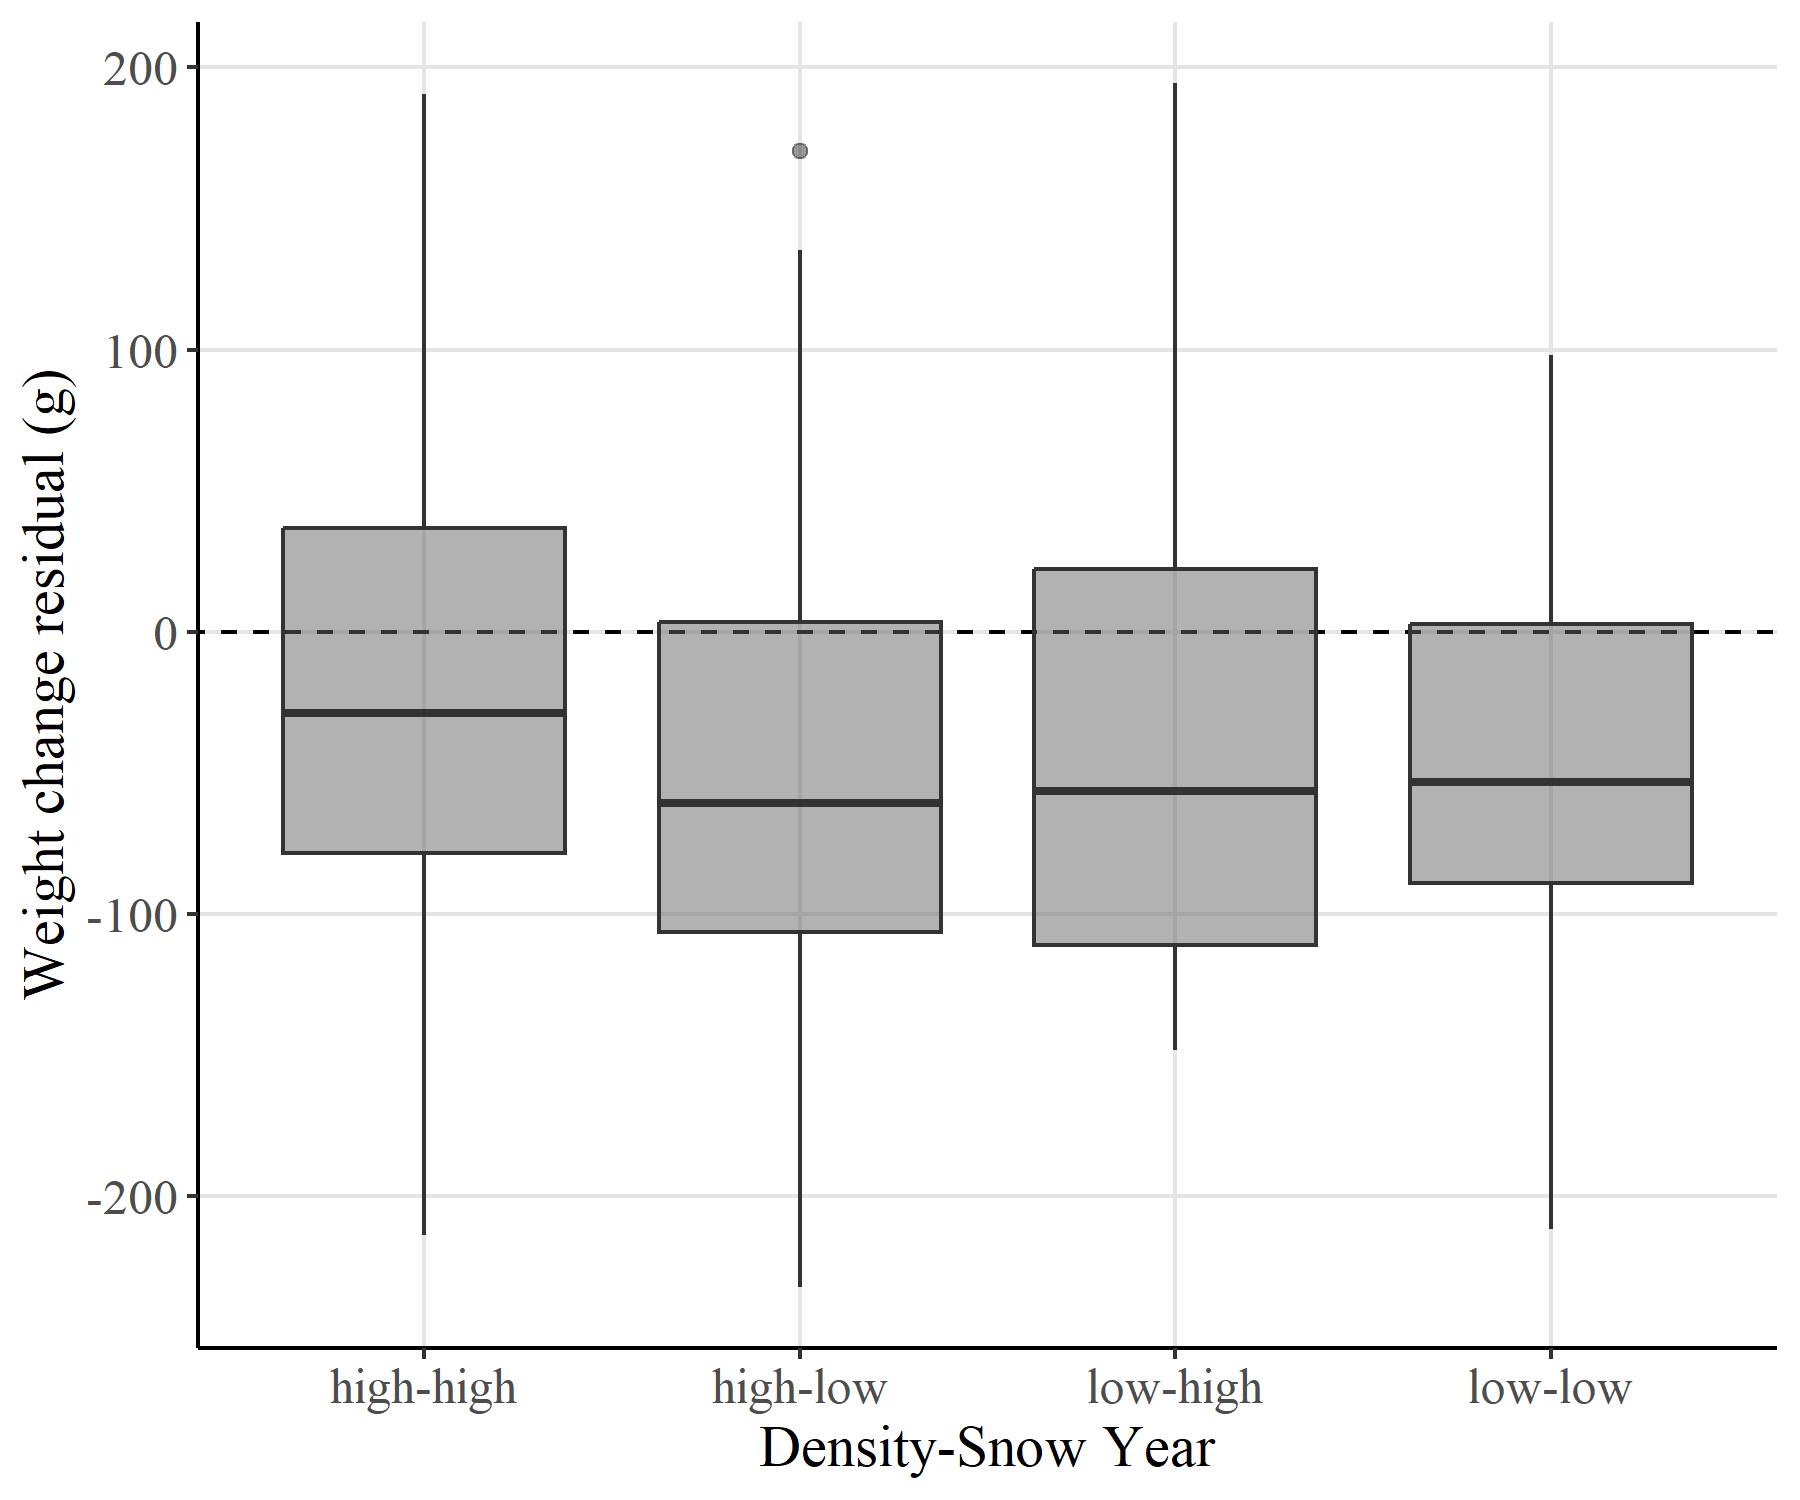 Weight change residual (g)
200
100
0
-100
-200
high-high
high-low
low-high
low-low
Density-Snow Year